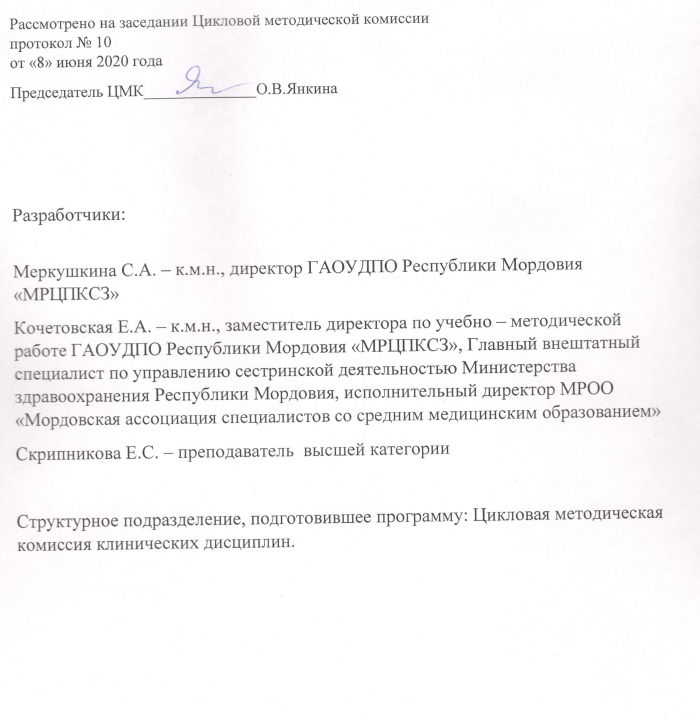 Рассмотрено на заседании Цикловой методической комиссии
протокол № 10
от «8» июня 2020 года
Председатель ЦМК_______________О.В.Янкина
Разработчики:
Меркушкина С.А. – к.м.н., директор ГАОУДПО Республики Мордовия
«МРЦПКСЗ»
Кочетовская Е.А. – к.м.н., заместитель директора по учебно – методической
работе ГАОУДПО Республики Мордовия «МРЦПКСЗ», Главный внештатный
специалист по управлению сестринской деятельностью Министерства
здравоохранения Республики Мордовия, исполнительный директор МРОО
«Мордовская ассоциация специалистов со средним медицинским образованием»
Скрипникова Е.С. – преподаватель  высшей категории
Структурное подразделение, подготовившее программу: Цикловая методическая
комиссия клинических дисциплин.